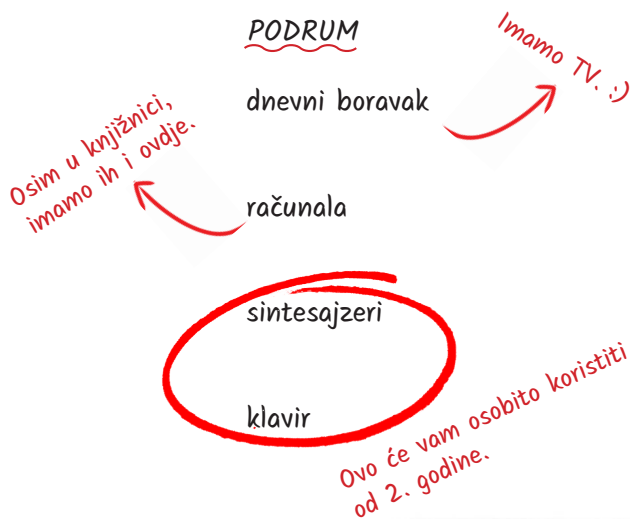 PODRUM
Imamo TV. :)
dnevni boravak
Osim u knjižnici,
imamo ih i ovdje.
računala
sintesajzeri
klavir
Ovo će vam osobito koristiti
od 2. godine.